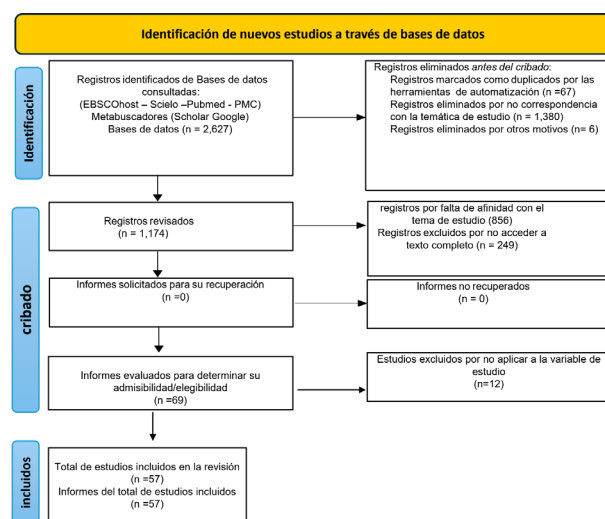 Identificación de nuevos estudios a través de bases de datos
Identificación
Registros identificados de Bases de datos
consultadas:
(EBSCOhost – Scielo –Pubmed - PMC)
Metabuscadores (Scholar Google)
Bases de datos (n = 2,627)
Registros eliminados antes del cribado:
Registros marcados como duplicados por las
herramientas de automatización (n =67)
Registros eliminados por no correspondencia
con la temática de estudio (n = 1,380)
Registros eliminados por otros motivos (n= 6)
cribado
Registros revisados
(n = 1,174)
registros por falta de afinidad con el
tema de estudio (856)
Registros excluidos por no acceder a
texto completo (n = 249)
Informes solicitados para su recuperación
(n =0)
Informes no recuperados
(n = 0)
Informes evaluados para determinar su
admisibilidad/elegibilidad
(n =69)
Estudios excluidos por no aplicar a la variable de
estudio
(n=12)
incluidos
Total de estudios incluidos en la revisión
(n =57)
Informes del total de estudios incluidos
(n =57)